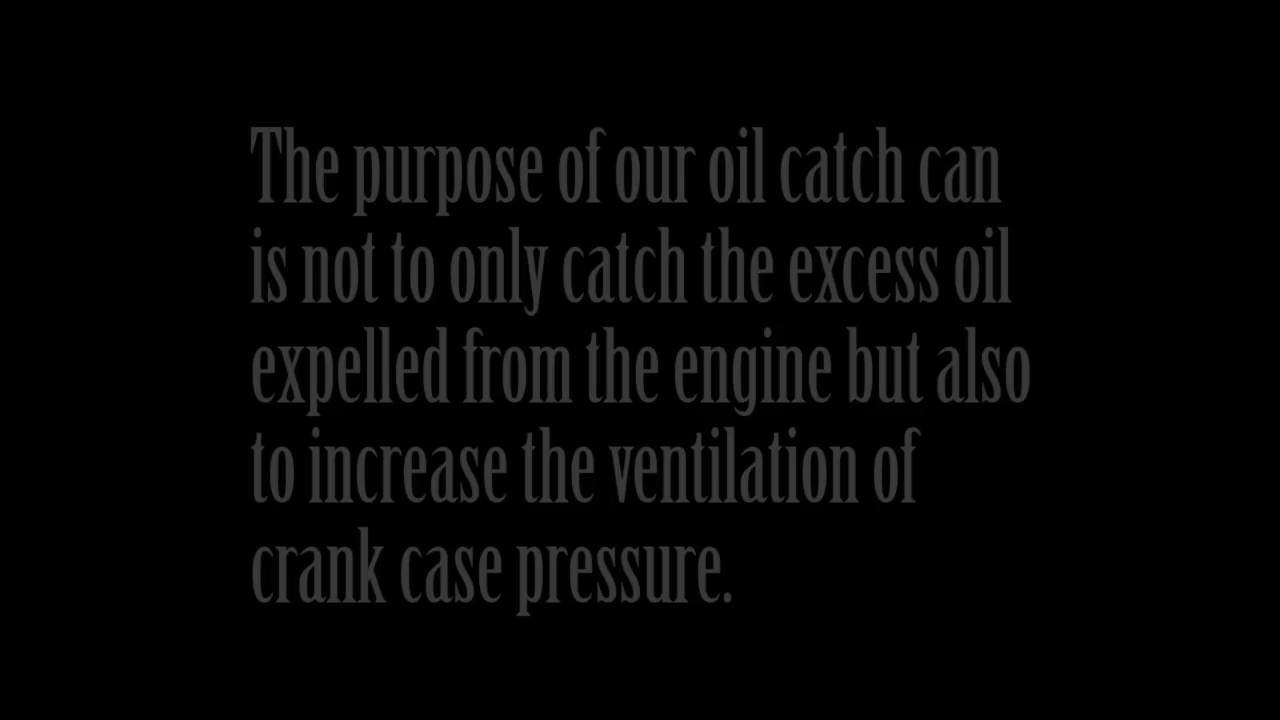 The purpose of our oil catch can
is not to only catch the excess oil
expelled from the engine but also
to increase the ventilation of
crank case pressure.